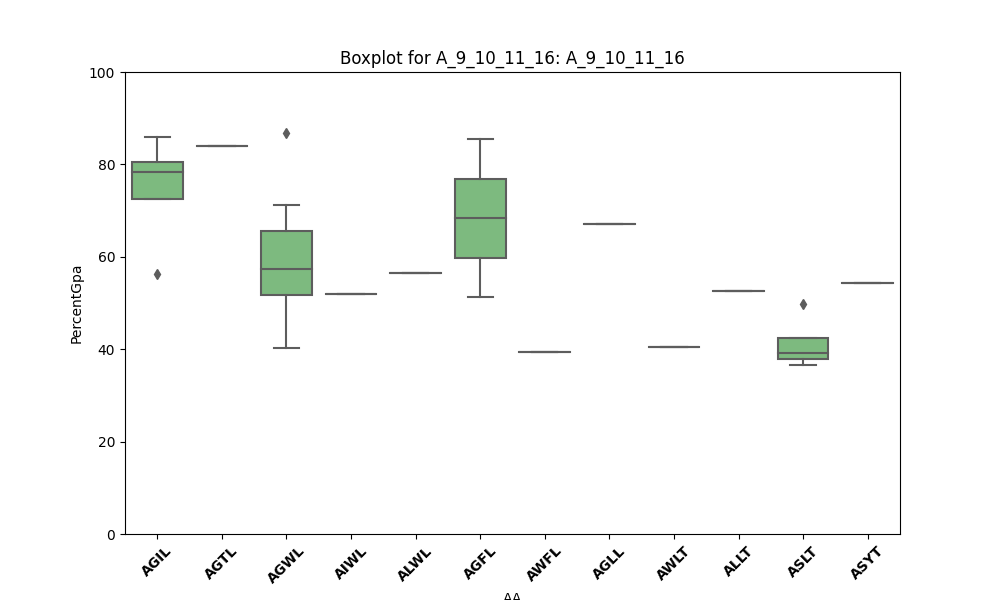 Boxplot for A_9_10_11_16: A_9_10_11_16
PercentGpa
100
80
60
40
20
0
AGIL AGTL AGWL AIWL ALWL AGFL AWFL AGLL AWLT ALLT ASLT ASYT
AA